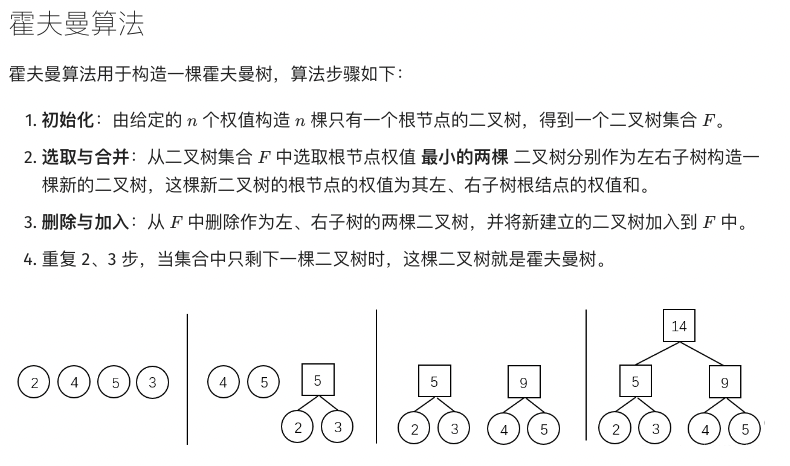 霍夫曼算法
霍夫曼算法用于构造一棵霍夫曼树，算法步骤如下：
1. 初始化：由给定的 n 个权值构造 n 棵只有一个根节点的二叉树，得到一个二叉树集合 F。
2. 选取与合并：从二叉树集合 F 中选取根节点权值 最小的两棵 二叉树分别作为左右子树构造一
棵新的二叉树，这棵新二叉树的根节点的权值为其左、右子树根结点的权值和。
3. 删除与加入：从 F 中删除作为左、右子树的两棵二叉树，并将新建立的二叉树加入到 F 中。
4. 重复 2、3 步，当集合中只剩下一棵二叉树时，这棵二叉树就是霍夫曼树。
2 4 5 3
4 5 5
2 3
5 9
2 3 4 5
14
5 9
2 3 4 5